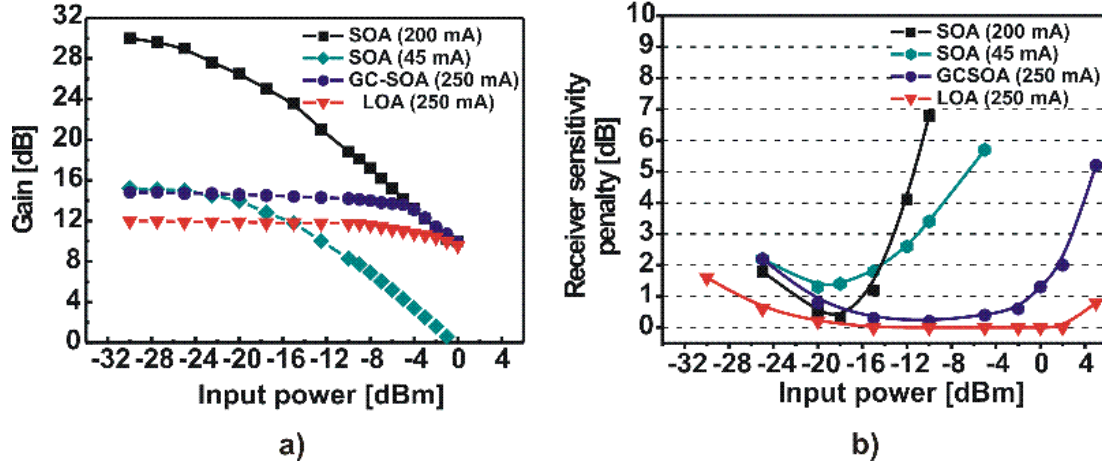 32
28
24
20
16
12
8
4
0
Gain [dB]
SOA (200 mA)
SOA (45 mA)
GC-SOA (250 mA)
LOA (250 mA)
-32 -28 -24 -20 -16 -12 -8 -4 0 4
Input power [dBm]
a)
10
9
8
7
6
5
4
3
2
1
0
Receiver sensitivity
penalty [dB]
SOA (200 mA)
SOA (45 mA)
GCSOA (250 mA)
LOA (250 mA)
-32 -28 -24 -20 -16 -12 -8 -4 0 4
Input power [dBm]
b)